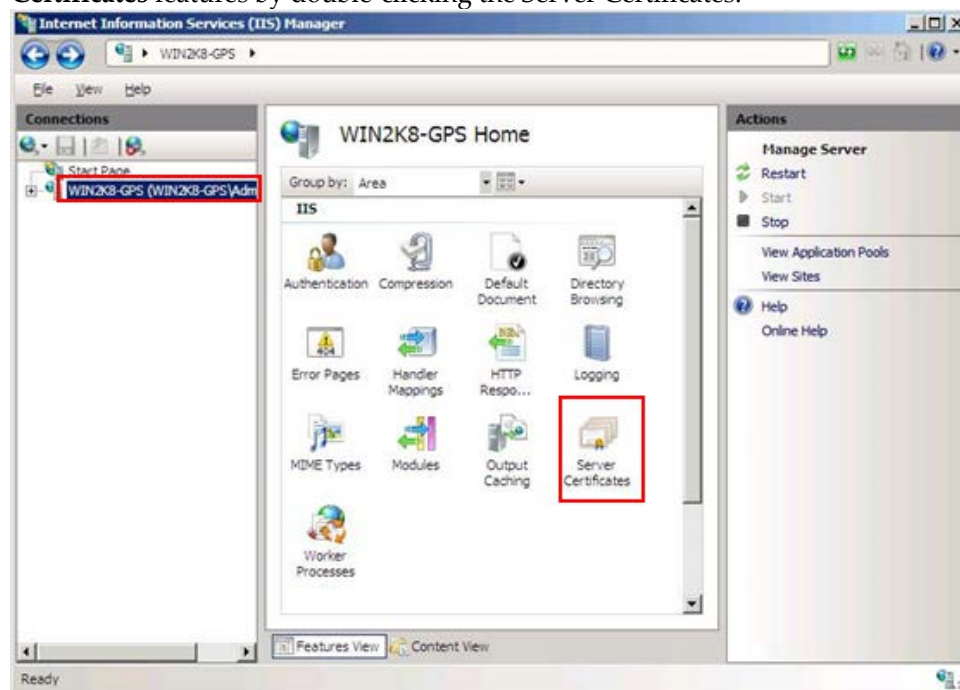 Certificates features by double-clicking the Server Certificates.
Internet Information Services (IIS) Manager
WIN2K8-GPS
File View Help
Connections
Start Page
WIN2K8-GPS (WIN2K8-GPS\Adm
WIN2K8-GPS Home
Group by: Area
IIS
Authentication Compression Default Document Directory Browsing
Error Pages Handler Mappings HTTP Respo... Logging
MIME Types Modules Output Caching Server Certificates
Worker Processes
Features View Content View
Actions
Manage Server
Restart
Start
Stop
View Application Pools
View Sites
Help
Online Help
Ready